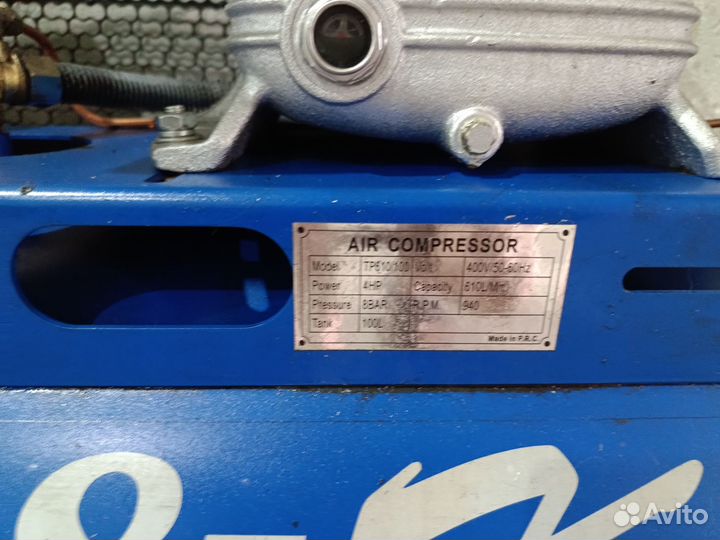 AIR COMPRESSOR
Model TP610/100 Volt 400V/50-60Hz
Power 4HP Capacity 610L/Min
Pressure 8BAR R.P.M. 940
Tank 100L
Made in P.R.C.
Avito